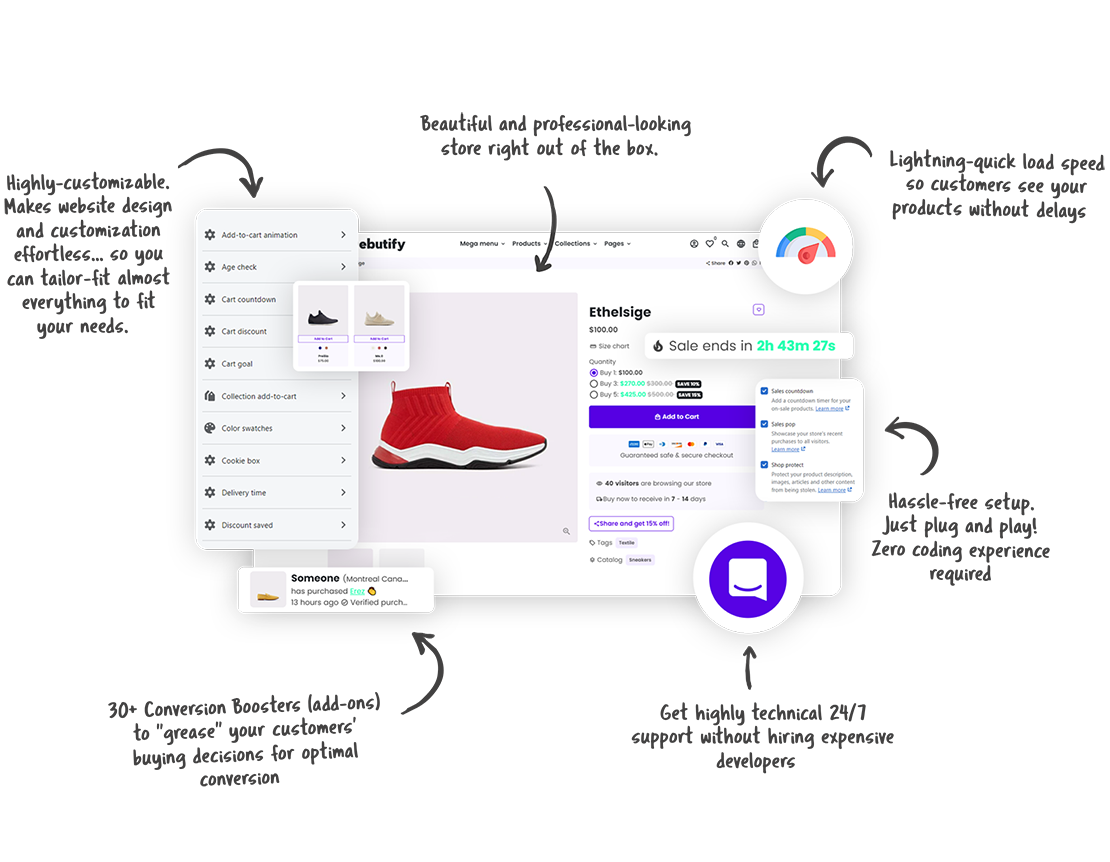 Beautiful and professional-looking
store right out of the box.
Lightning-quick load speed
so customers see your
products without delays
Highly-customizable.
Makes website design
and customization
effortless... so you
can tailor-fit almost
everything to fit
your needs.
Add-to-cart animation
Age check
Cart countdown
Cart discount
Cart goal
Collection add-to-cart
Color swatches
Cookie box
Delivery time
Discount saved
ebutify
Mega menu
Products
Collections
Pages
Share
Add to Cart
Add to Cart
$100.00
Ethelsige
$100.00
Size chart
Sale ends in 2h 43m 27s
Quantity
Buy 1: $100.00
Buy 3: $270.00 $300.00 SAVE 10%
Buy 5: $425.00 $500.00 SAVE 15%
Add to Cart
Guaranteed safe & secure checkout
40 visitors are browsing our store
Buy now to receive in 7 - 14 days
Share and get 15% off!
Tags Textile
Catalog Sneakers
Sales countdown
Add a countdown timer for your
on-sale products. Learn more
Sales pop
Showcase your store's recent
purchases to all visitors.
Learn more
Shop protect
Protect your product description,
images, articles and other content
from being stolen. Learn more
Hassle-free setup.
Just plug and play!
Zero coding experience
required
Someone (Montreal Cana...
has purchased Erez
13 hours ago Verified purch...
30+ Conversion Boosters (add-ons)
to "grease" your customers'
buying decisions for optimal
conversion
Get highly technical 24/7
support without hiring expensive
developers